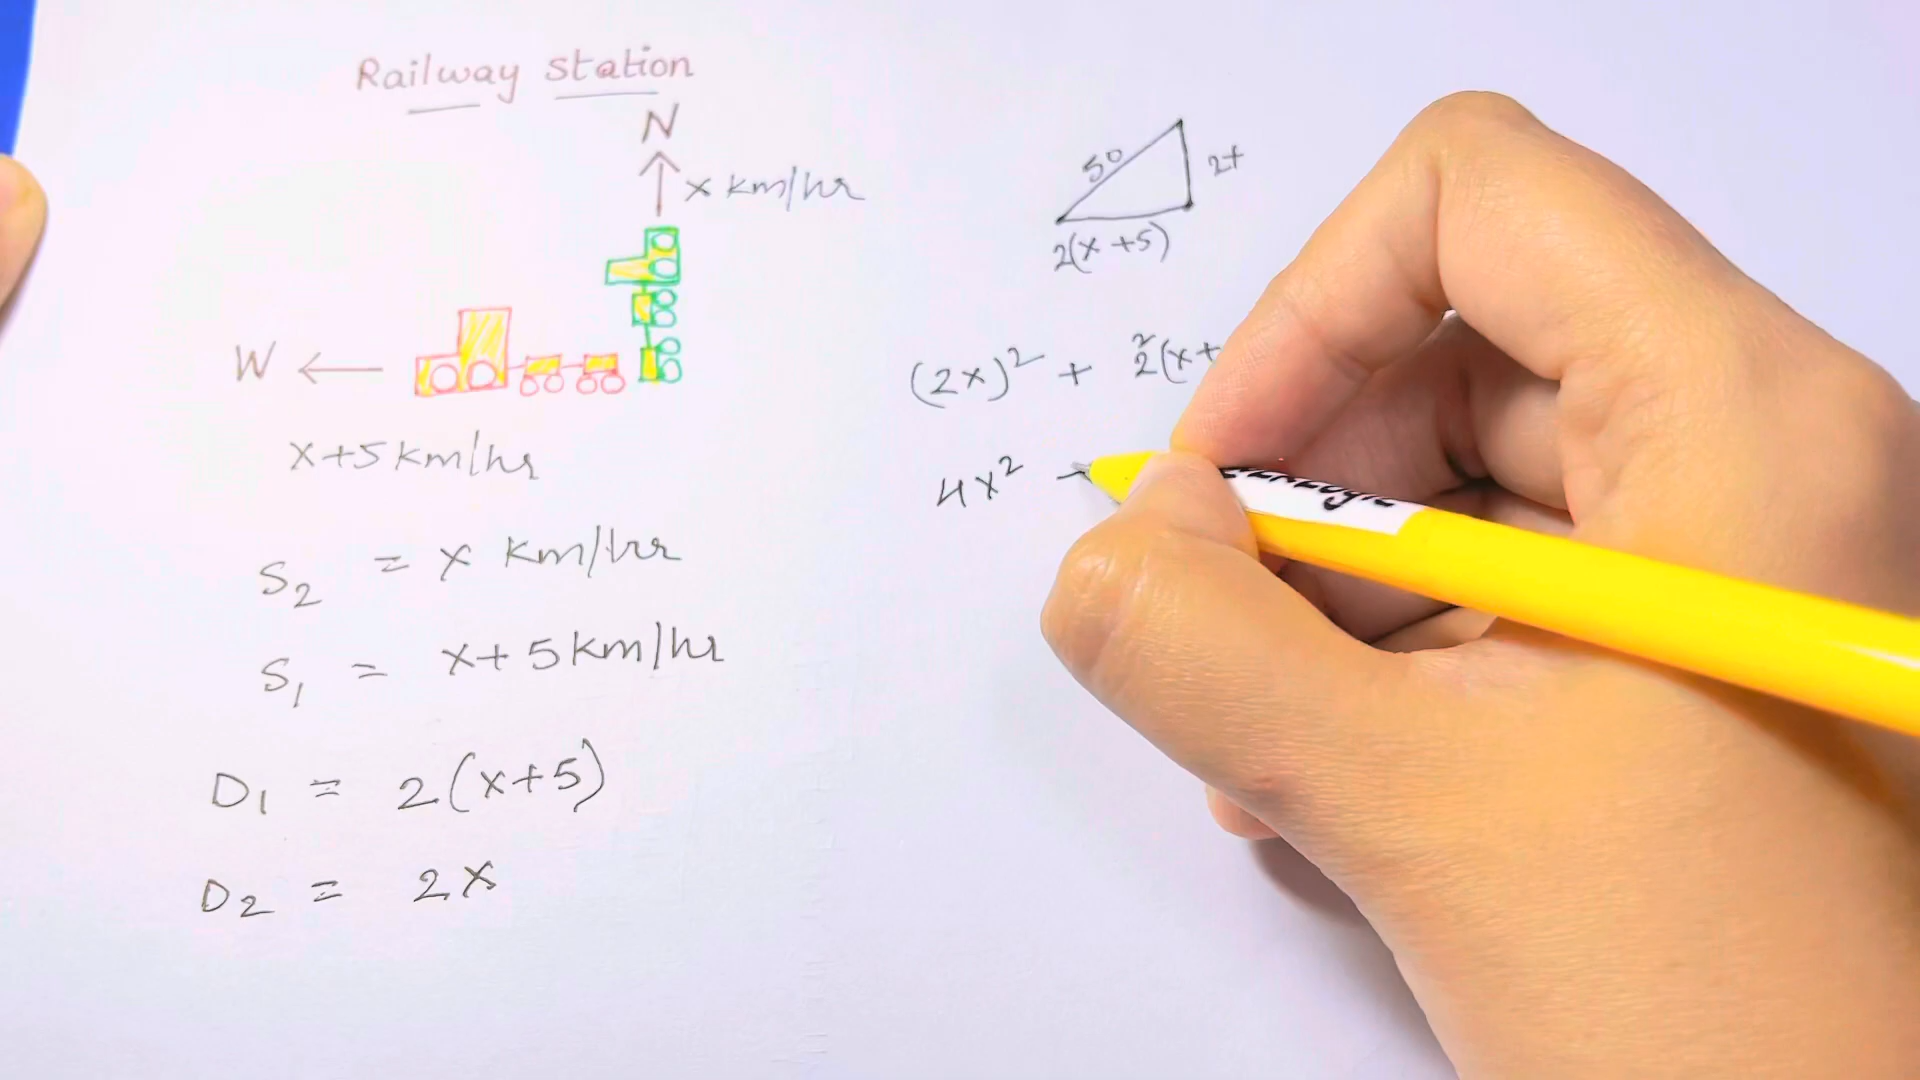 Railway station
N
x km/hr
W
x+5 km/hr
S2 = x km/hr
S1 = x+5 km/hr
D1 = 2(x+5)
D2 = 2x
50
2x
2(x+5)
(2x)² + 2²(x+
4x²